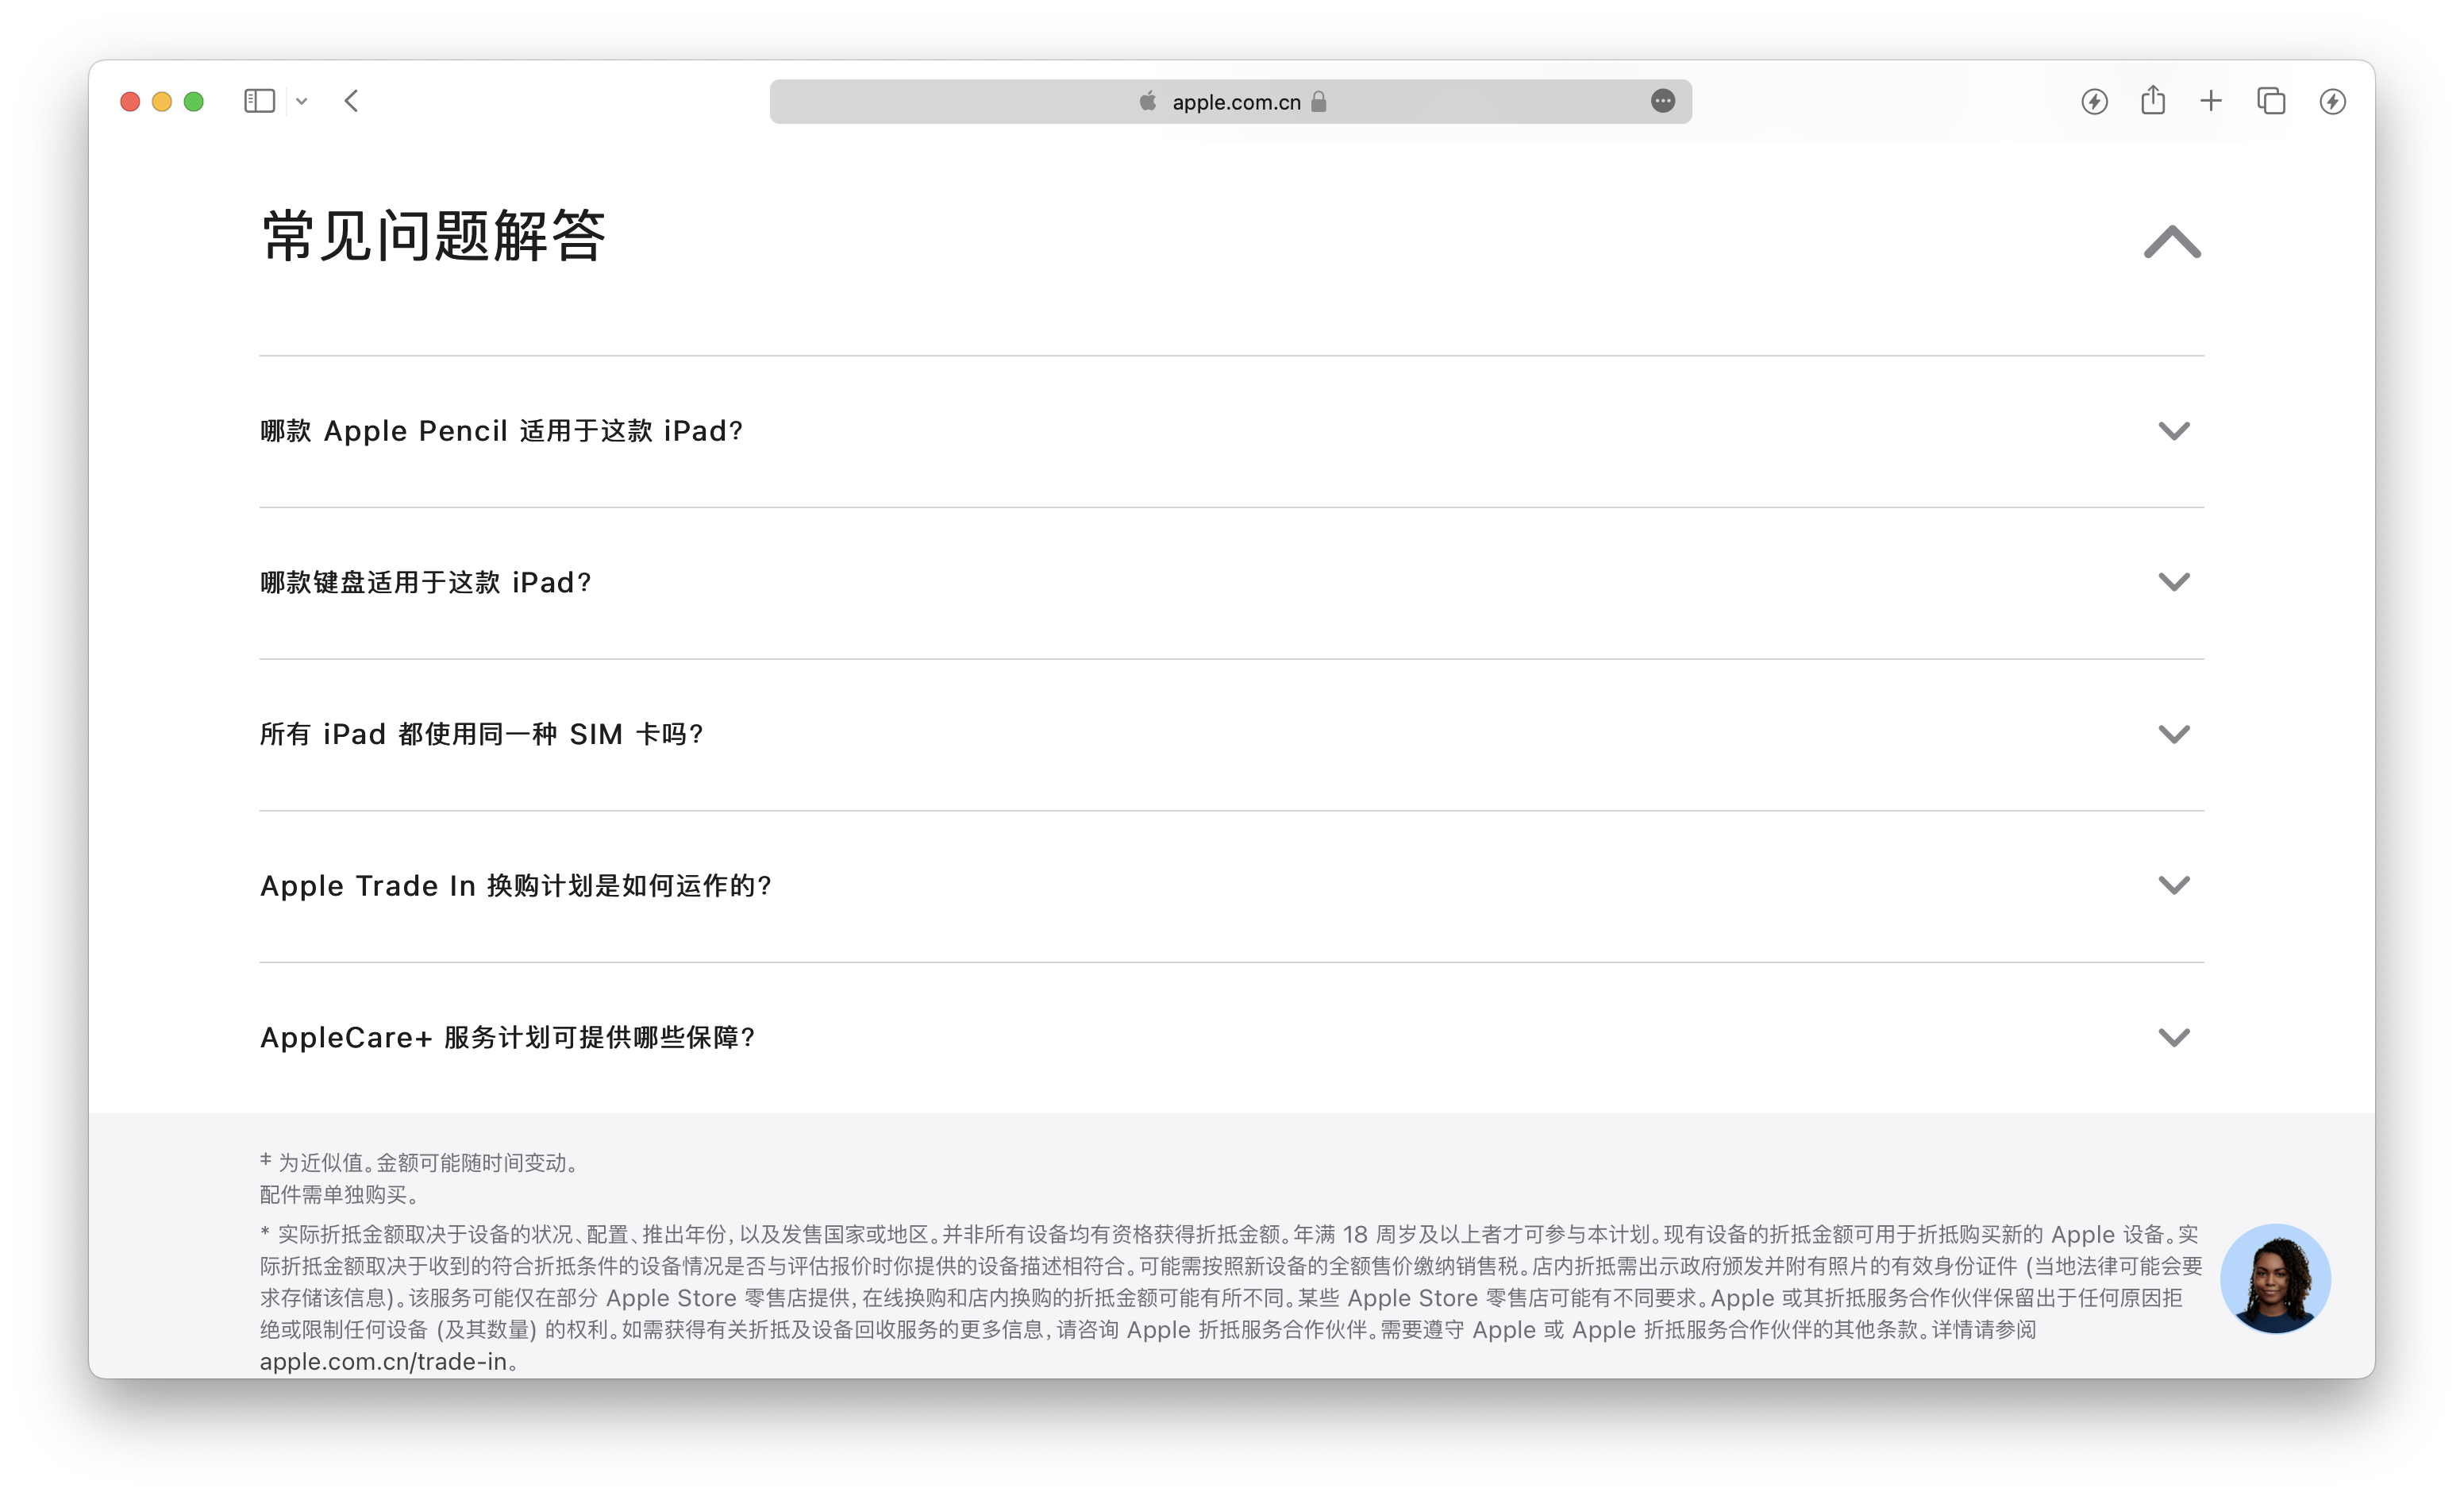 apple.com.cn
常见问题解答
哪款 Apple Pencil 适用于这款 iPad？
哪款键盘适用于这款 iPad？
所有 iPad 都使用同一种 SIM 卡吗？
Apple Trade In 换购计划是如何运作的？
AppleCare+ 服务计划可提供哪些保障？
‡ 为近似值。金额可能随时间变动。
配件需单独购买。
* 实际折抵金额取决于设备的状况、配置、推出年份，以及发售国家或地区。并非所有设备均有资格获得折抵金额。年满 18 周岁及以上者才可参与本计划。现有设备的折抵金额可用于折抵购买新的 Apple 设备。实
际折抵金额取决于收到的符合折抵条件的设备情况是否与评估报价时你提供的设备描述相符合。可能需按照新设备的全额售价缴纳销售税。店内折抵需出示政府颁发并附有照片的有效身份证件 (当地法律可能会要
求存储该信息)。该服务可能仅在部分 Apple Store 零售店提供，在线换购和店内换购的折抵金额可能有所不同。某些 Apple Store 零售店可能有不同要求。Apple 或其折抵服务合作伙伴保留出于任何原因拒
绝或限制任何设备 (及其数量) 的权利。如需获得有关折抵及设备回收服务的更多信息，请咨询 Apple 折抵服务合作伙伴。需要遵守 Apple 或 Apple 折抵服务合作伙伴的其他条款。详情请参阅
apple.com.cn/trade-in。